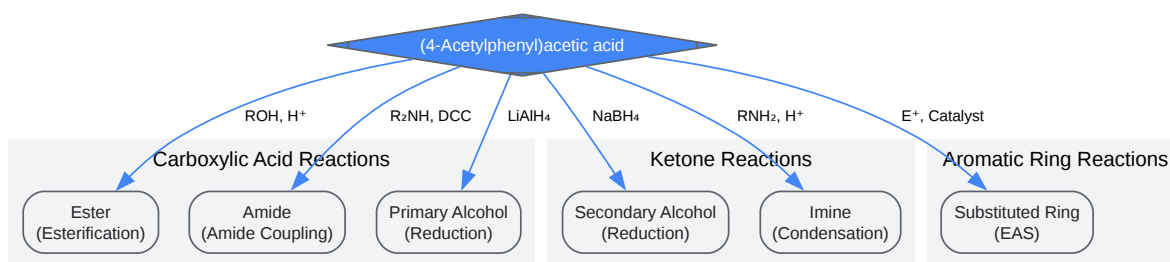 (4-Acetylphenyl)acetic acid
ROH, H⁺
R₂NH, DCC
LiAlH₄
NaBH₄
RNH₂, H⁺
E⁺, Catalyst
Carboxylic Acid Reactions
Ketone Reactions
Aromatic Ring Reactions
Ester
(Esterification)
Amide
(Amide Coupling)
Primary Alcohol
(Reduction)
Secondary Alcohol
(Reduction)
Imine
(Condensation)
Substituted Ring
(EAS)